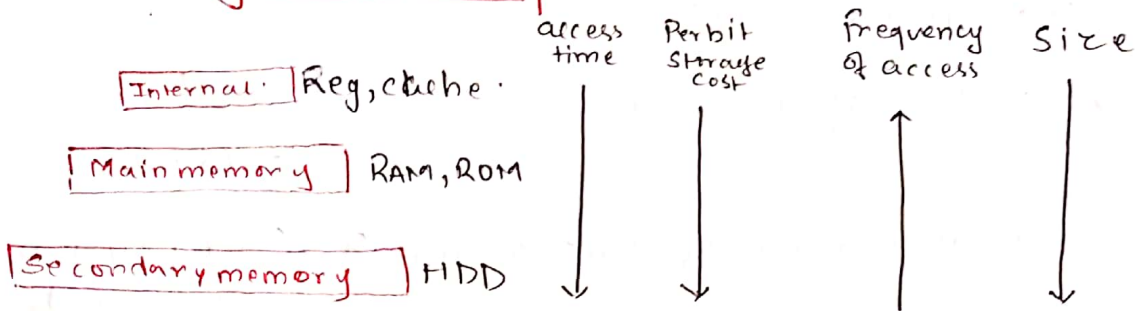 access time
Per bit Storage Cost
Frequency of access
Size
Internal. Reg, cache.
Main memory RAM, ROM
Secondary memory HDD